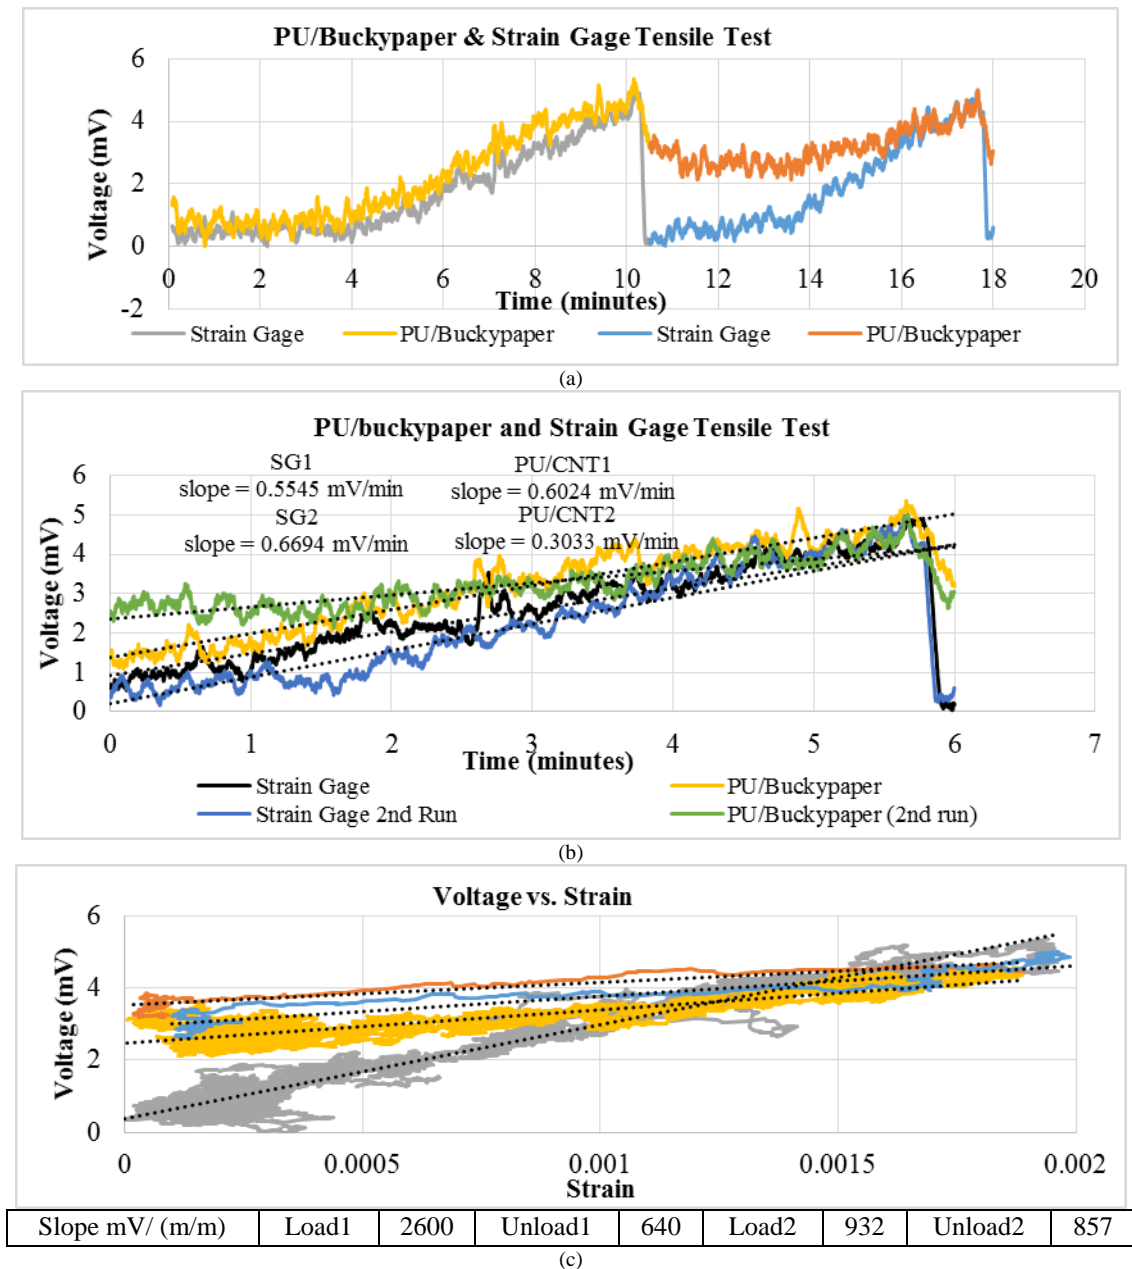 PU/Buckypaper & Strain Gage Tensile Test
6
4
2
0
-2
Voltage (mV)
0 2 4 6 8 10 12 14 16 18 20
Time (minutes)
Strain Gage PU/Buckypaper Strain Gage PU/Buckypaper
(a)
PU/buckypaper and Strain Gage Tensile Test
SG1
slope = 0.5545 mV/min
PU/CNT1
slope = 0.6024 mV/min
SG2
slope = 0.6694 mV/min
PU/CNT2
slope = 0.3033 mV/min
6
5
4
3
2
1
0
Voltage (mV)
0 1 2 3 4 5 6 7
Time (minutes)
Strain Gage PU/Buckypaper
Strain Gage 2nd Run PU/Buckypaper (2nd run)
(b)
Voltage vs. Strain
6
4
2
0
Voltage (mV)
0 0.0005 0.001 0.0015 0.002
Strain
Slope mV/ (m/m) Load1 2600 Unload1 640 Load2 932 Unload2 857
(c)